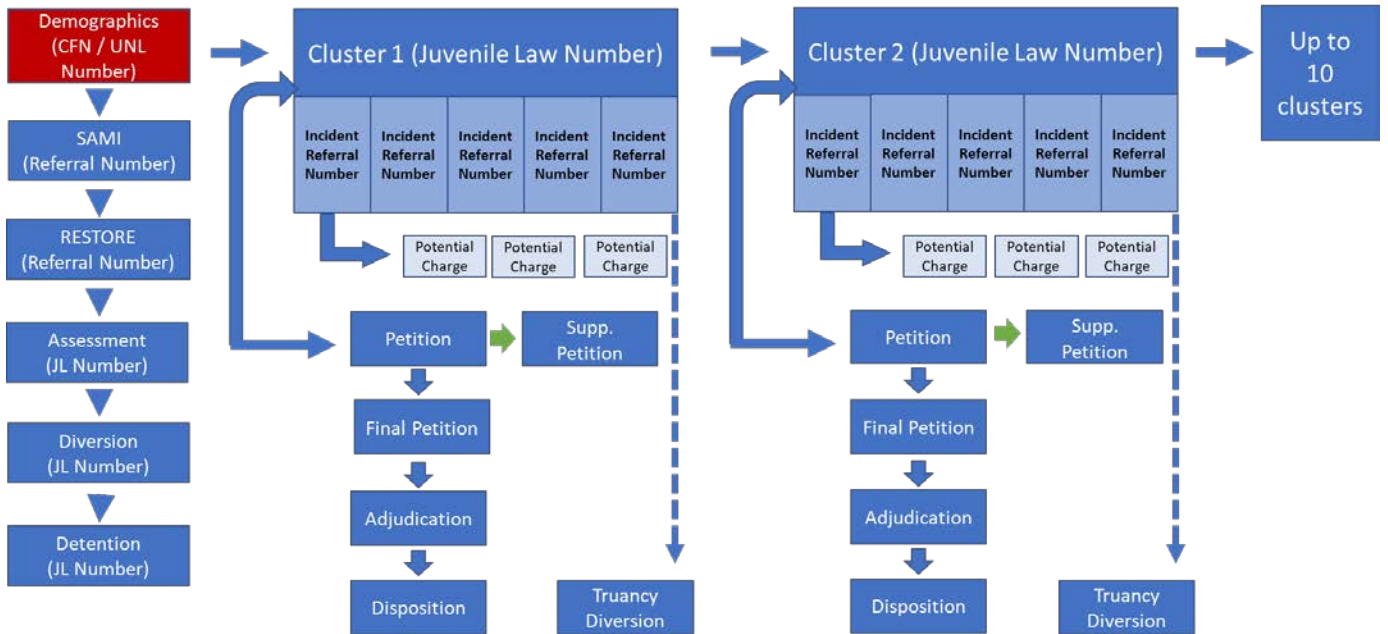 Demographics
(CFN / UNL
Number)
SAMI
(Referral Number)
RESTORE
(Referral Number)
Assessment
(JL Number)
Diversion
(JL Number)
Detention
(JL Number)
Cluster 1 (Juvenile Law Number)
Incident
Referral
Number
Incident
Referral
Number
Incident
Referral
Number
Incident
Referral
Number
Incident
Referral
Number
Potential
Charge
Potential
Charge
Potential
Charge
Petition
Supp.
Petition
Final Petition
Adjudication
Disposition
Truancy
Diversion
Cluster 2 (Juvenile Law Number)
Incident
Referral
Number
Incident
Referral
Number
Incident
Referral
Number
Incident
Referral
Number
Incident
Referral
Number
Potential
Charge
Potential
Charge
Potential
Charge
Petition
Supp.
Petition
Final Petition
Adjudication
Disposition
Truancy
Diversion
Up to
10
clusters